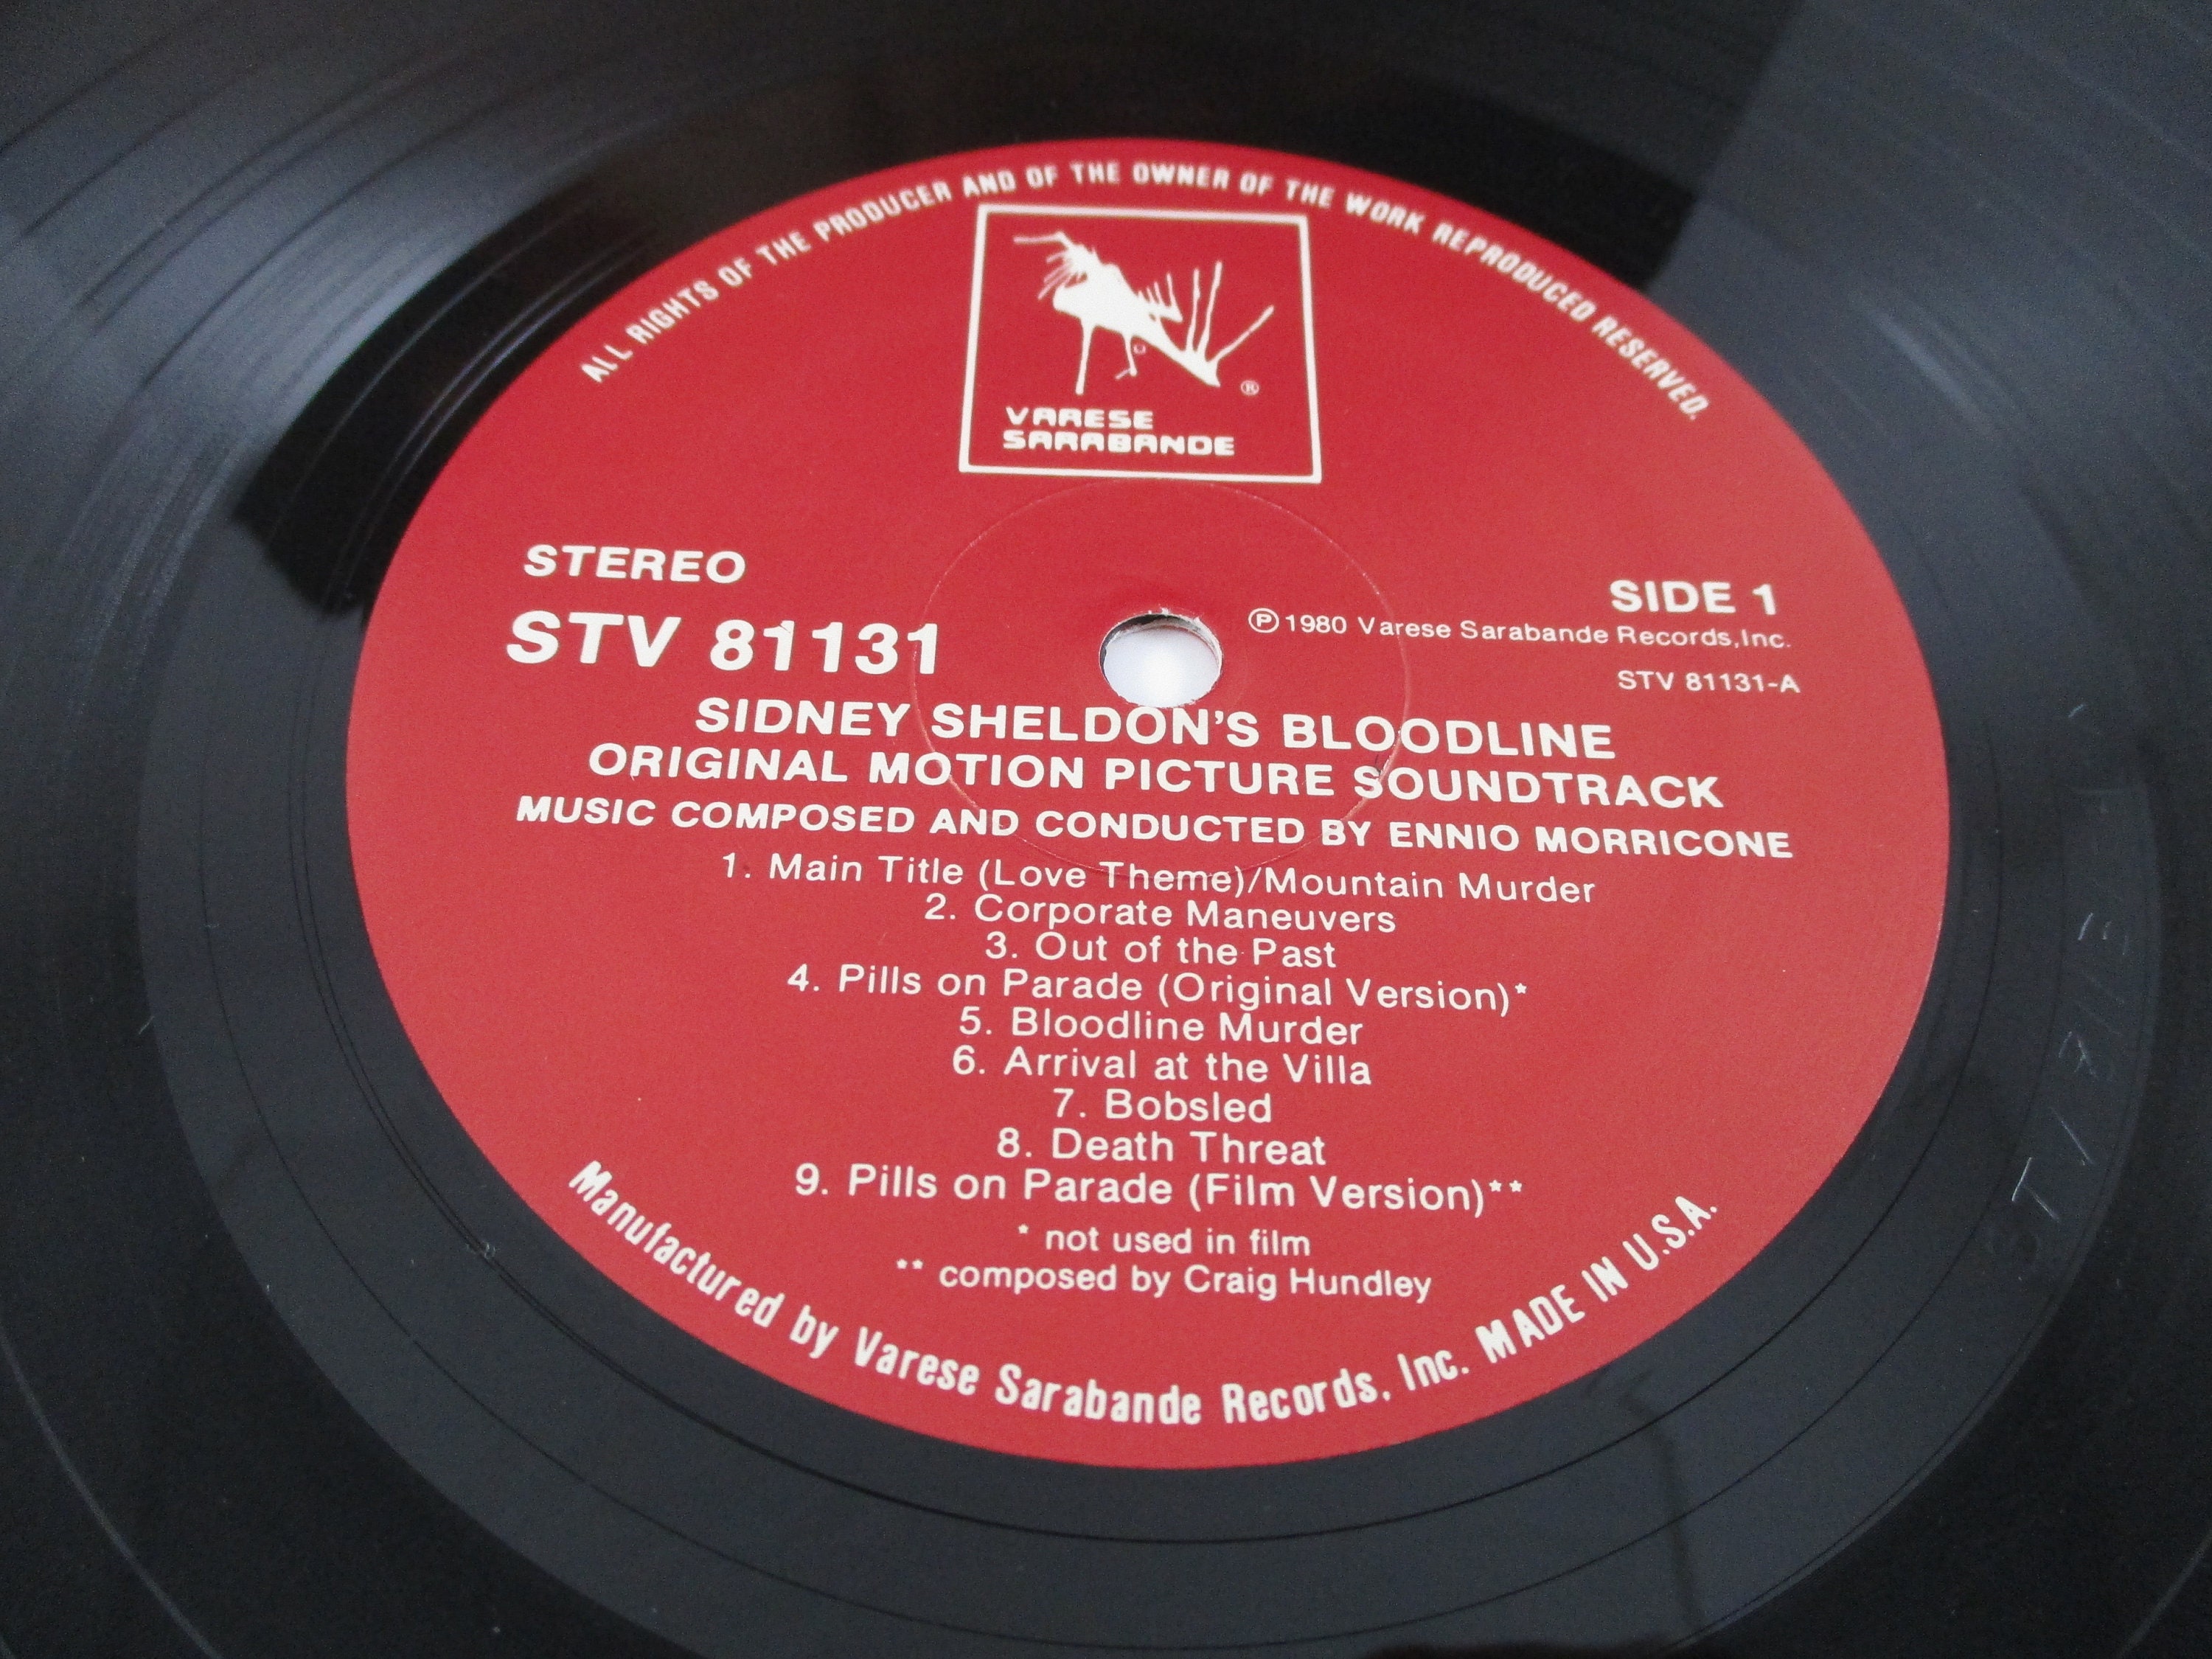 ALL RIGHTS OF THE PRODUCER AND OF THE OWNER OF THE WORK REPRODUCED RESERVED.
®
VARESE
SARABANDE
STEREO
STV 81131
SIDE 1
Ⓟ1980 Varese Sarabande Records,Inc.
STV 81131-A
SIDNEY SHELDON'S BLOODLINE
ORIGINAL MOTION PICTURE SOUNDTRACK
MUSIC COMPOSED AND CONDUCTED BY ENNIO MORRICONE
1. Main Title (Love Theme)/Mountain Murder
2. Corporate Maneuvers
3. Out of the Past
4. Pills on Parade (Original Version)*
5. Bloodline Murder
6. Arrival at the Villa
7. Bobsled
8. Death Threat
9. Pills on Parade (Film Version)**
* not used in film
** composed by Craig Hundley
Manufactured by Varese Sarabande Records, Inc. MADE IN U.S.A.